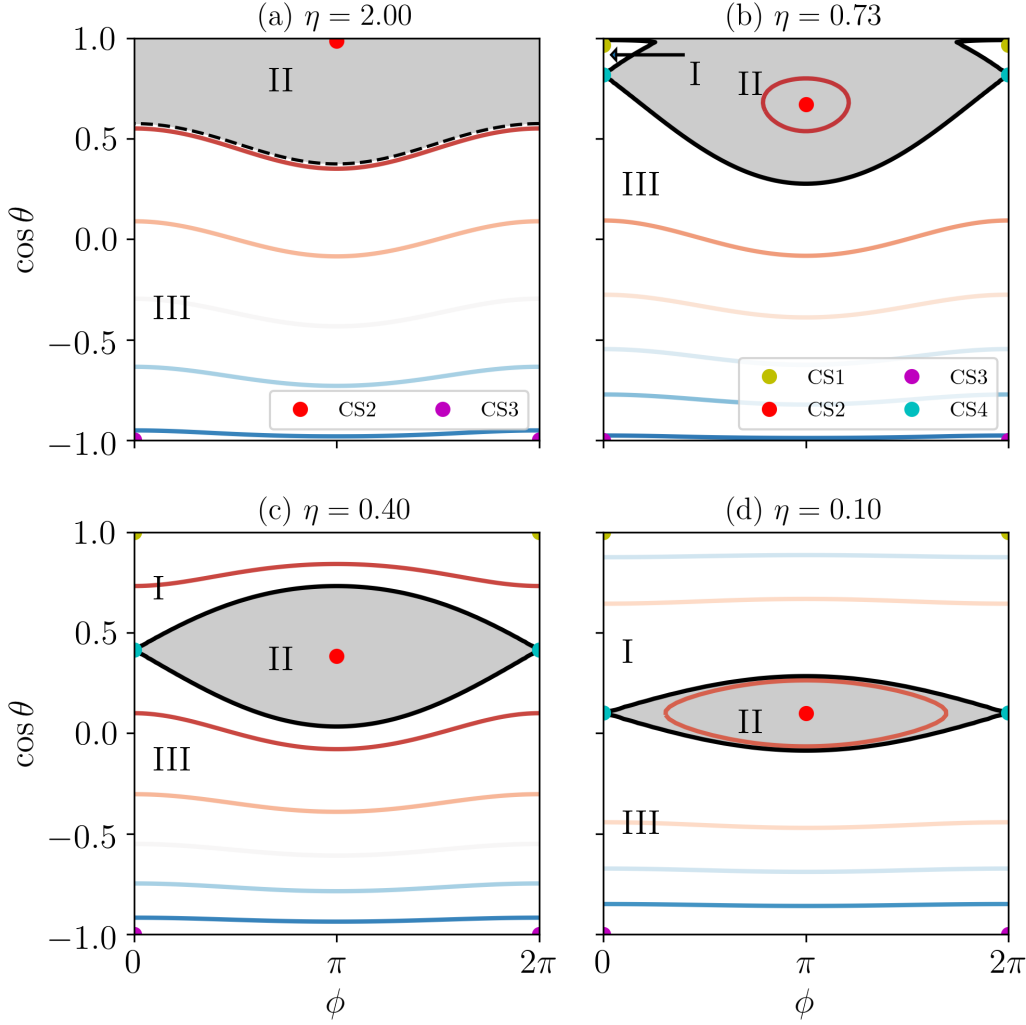 (a) η = 2.00
(b) η = 0.73
1.0
0.5
0.0
−0.5
−1.0
cos θ
II
III
CS2
CS3
I
II
III
CS1
CS3
CS2
CS4
(c) η = 0.40
(d) η = 0.10
1.0
0.5
0.0
−0.5
−1.0
cos θ
I
II
III
0
π
2π
ϕ
I
II
III
0
π
2π
ϕ